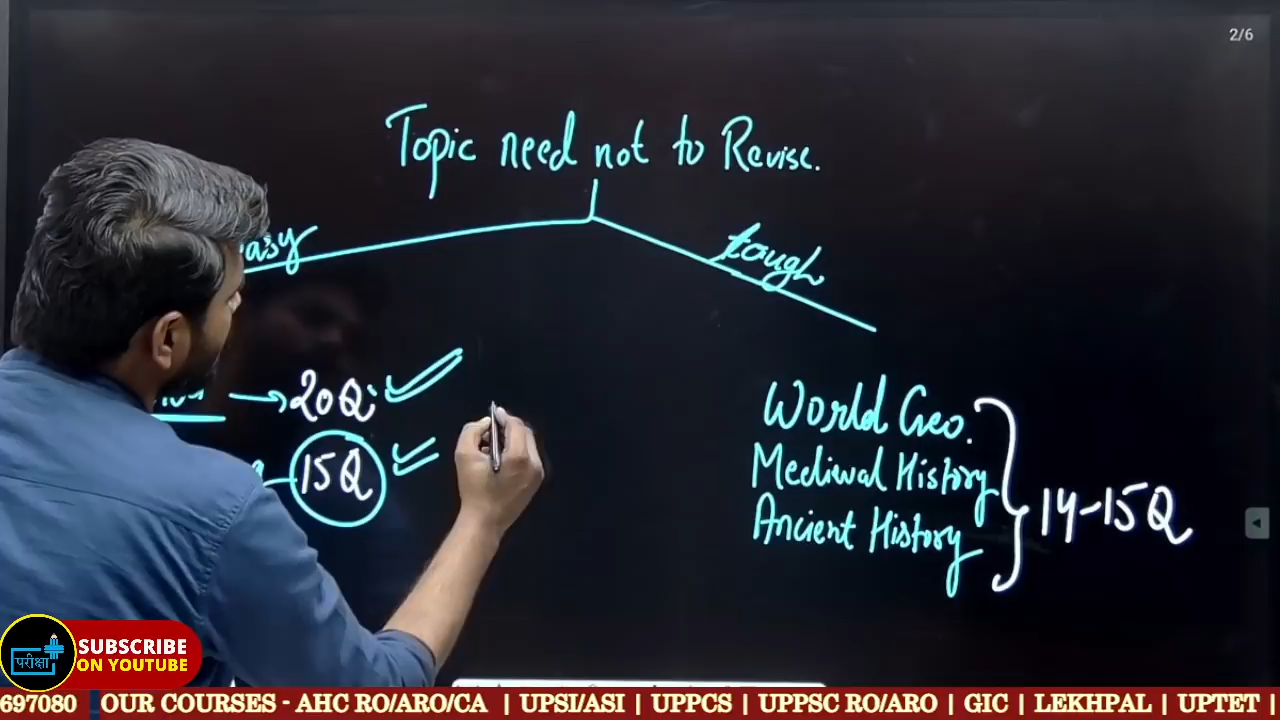 2/6
Topic need not to Revise.
asy
tough
20Q
15Q
World Geo.
Mediwal History
Ancient History
14-15Q
परीक्षा
SUBSCRIBE
ON YOUTUBE
697080 OUR COURSES - AHC RO/ARO/CA | UPSI/ASI | UPPCS | UPPSC RO/ARO | GIC | LEKHPAL | UPTET |